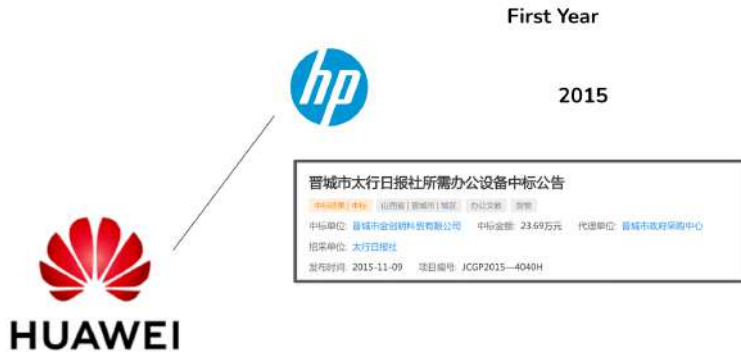 First Year
hp
2015
晋城市太行日报社所需办公设备中标公告
中标结果 | 中标 山西省 | 晋城市 | 城区 办公文教 货物
中标单位: 晋城市金创明科贸有限公司 中标金额: 23.69万元 代理单位: 晋城市政府采购中心
招采单位: 太行日报社
发布时间: 2015-11-09 项目编号: JCGP2015—4040H
HUAWEI